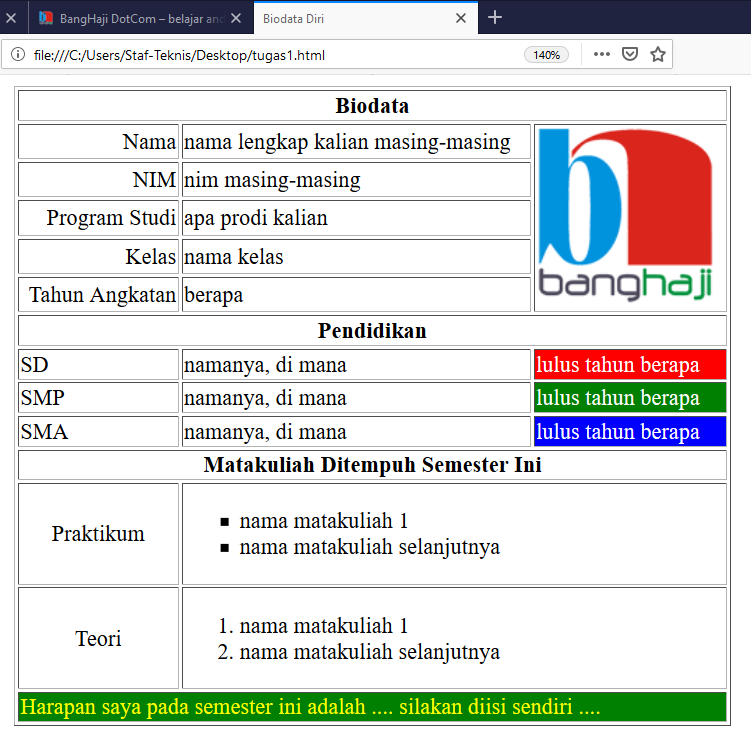 BangHaji DotCom – belajar and
Biodata Diri
file:///C:/Users/Staf-Teknis/Desktop/tugas1.html
140%
Biodata
Nama nama lengkap kalian masing-masing
NIM nim masing-masing
Program Studi apa prodi kalian
Kelas nama kelas
Tahun Angkatan berapa
banghaji
Pendidikan
SD namanya, di mana lulus tahun berapa
SMP namanya, di mana lulus tahun berapa
SMA namanya, di mana lulus tahun berapa
Matakuliah Ditempuh Semester Ini
Praktikum
nama matakuliah 1
nama matakuliah selanjutnya
Teori
1. nama matakuliah 1
2. nama matakuliah selanjutnya
Harapan saya pada semester ini adalah .... silakan diisi sendiri ....